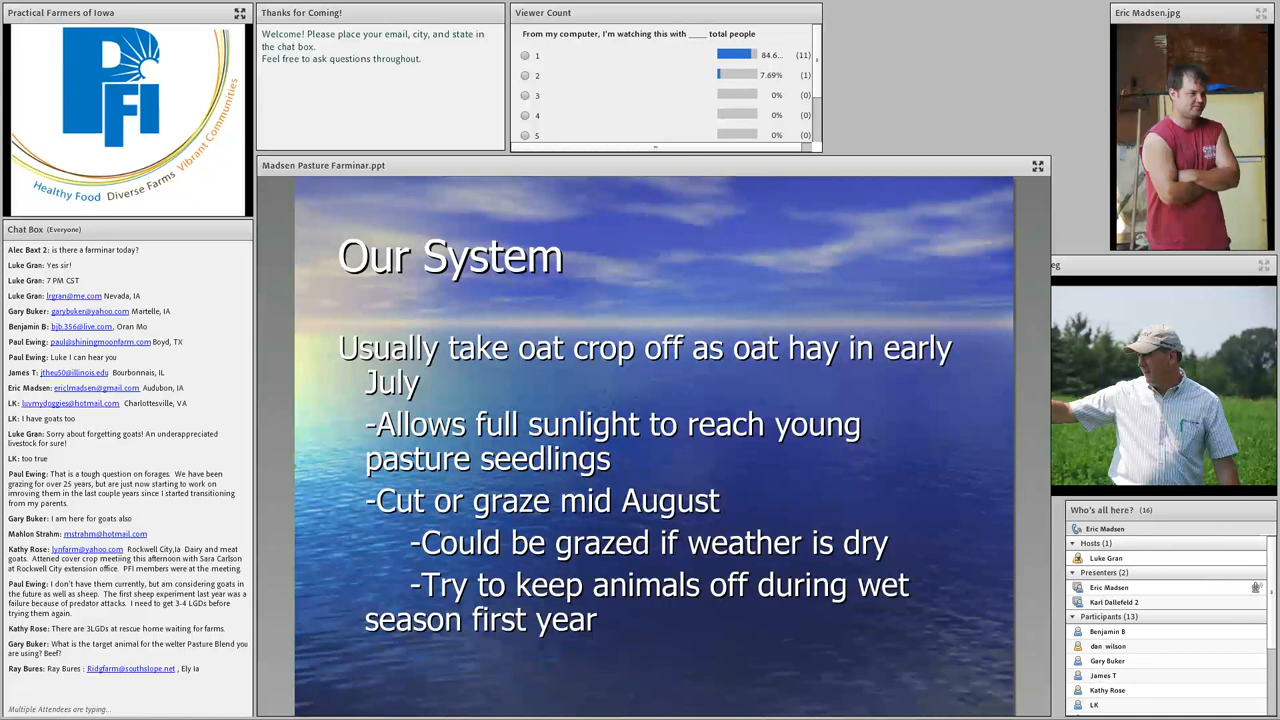 Practical Farmers of Iowa
PFI
Healthy Food Diverse Farms Vibrant Communities
Thanks for Coming!
Welcome! Please place your email, city, and state in
the chat box.
Feel free to ask questions throughout.
Viewer Count
From my computer, I'm watching this with ____ total people
1 84.6... (11)
2 7.69% (1)
3 0% (0)
4 0% (0)
5 0% (0)
Eric Madsen.jpg
Madsen Pasture Farminar.ppt
Our System
Usually take oat crop off as oat hay in early
July
-Allows full sunlight to reach young
pasture seedlings
-Cut or graze mid August
-Could be grazed if weather is dry
-Try to keep animals off during wet
season first year
Chat Box (Everyone)
Alec Baxt 2: is there a farminar today?
Luke Gran: Yes sir!
Luke Gran: 7 PM CST
Luke Gran: lrgran@me.com Nevada, IA
Gary Buker: garybuker@yahoo.com Martelle, IA
Benjamin B: bjb.356@live.com, Oran Mo
Paul Ewing: paul@shiningmoonfarm.com Boyd, TX
Paul Ewing: Luke I can hear you
James T: jtheu50@illinois.edu Bourbonnais, IL
Eric Madsen: ericlmadsen@gmail.com Audubon, IA
LK: luvmydoggies@hotmail.com Charlottesville, VA
LK: I have goats too
Luke Gran: Sorry about forgetting goats! An underappreciated
livestock for sure!
LK: too true
Paul Ewing: That is a tough question on forages. We have been
grazing for over 25 years, but are just now starting to work on
imroving them in the last couple years since I started transitioning
from my parents.
Gary Buker: I am here for goats also
Mahlon Strahm: mstrahm@hotmail.com
Kathy Rose: lynfarm@yahoo.com Rockwell City,Ia Dairy and meat
goats. Attened over crop meeting this afternoon with Sara Carlson
at Rockwell City extension office. PFI members were at the meeting.
Paul Ewing: I don't have them currently, but am considering goats in
the future as well as sheep. The first sheep experiment last year was a
failure because of predator attacks. I need to get 3-4 LGDs before
trying them again.
Kathy Rose: There are 3LGDs at rescue home waiting for farms.
Gary Buker: What is the target animal for the welter Pasture Blend you
are using? Beef?
Ray Bures: Ray Bures : Ridgfarm@southslope.net , Ely Ia
Multiple Attendees are typing...
eg
Who's all here? (16)
Eric Madsen
Hosts (1)
Luke Gran
Presenters (2)
Eric Madsen
Karl Dallefeld 2
Participants (13)
Benjamin B
dan wilson
Gary Buker
James T
Kathy Rose
LK